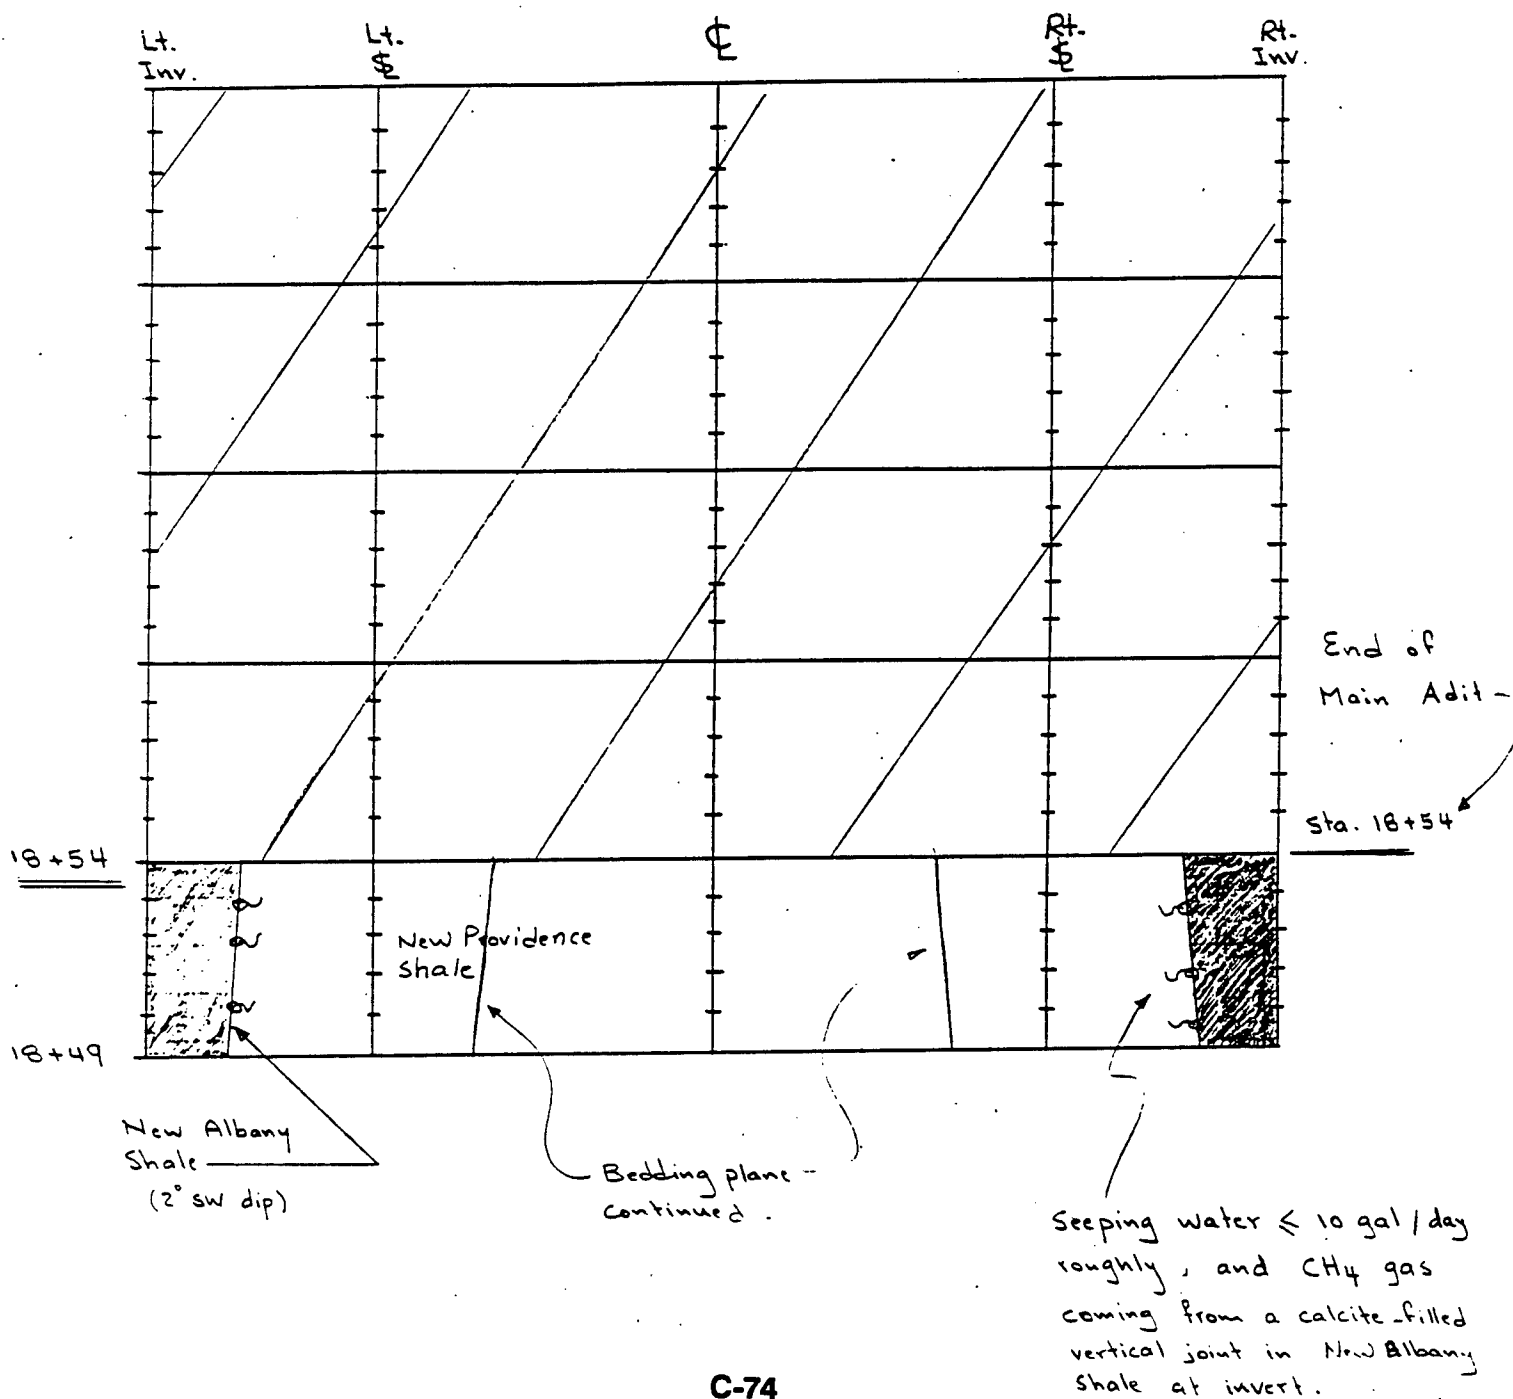 Lt.
Inv.
Lt.
℄
℄
Rt.
℄
Rt.
Inv.
End of
Main Adit -
Sta. 18+54
18+54
New Providence
Shale
18+49
New Albany
Shale
(2° SW dip)
Bedding plane -
continued.
Seeping water ≤ 10 gal/day
roughly, and CH4 gas
coming from a calcite-filled
vertical joint in New Albany
Shale at invert.
C-74